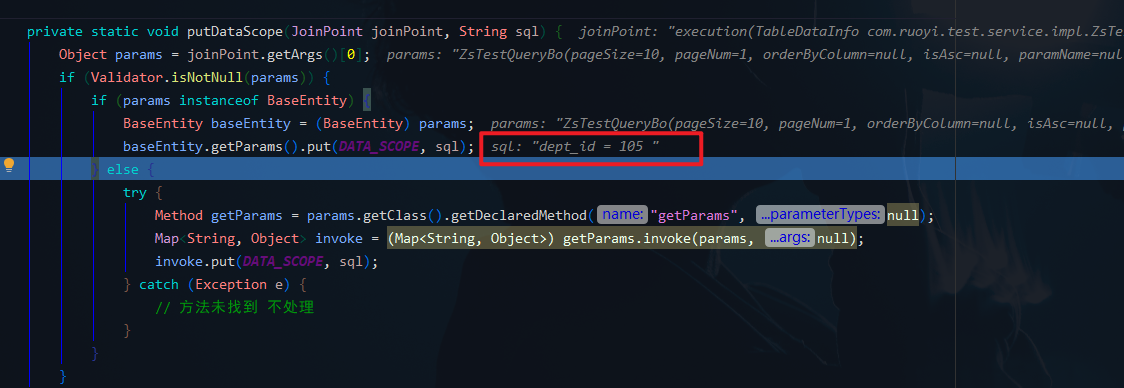 private static void putDataScope(JoinPoint joinPoint, String sql) {  joinPoint: "execution(TableDataInfo com.ruoyi.test.service.impl.ZsTest
Object params = joinPoint.getArgs()[0];  params: "ZsTestQueryBo(pageSize=10, pageNum=1, orderByColumn=null, isAsc=null, paramName=nul
if (Validator.isNotNull(params)) {
if (params instanceof BaseEntity) {
BaseEntity baseEntity = (BaseEntity) params;  params: "ZsTestQueryBo(pageSize=10, pageNum=1, orderByColumn=null, isAsc=null, p
baseEntity.getParams().put(DATA_SCOPE, sql);  sql: "dept_id = 105 "
} else {
try {
Method getParams = params.getClass().getDeclaredMethod( name: "getParams", ...parameterTypes: null);
Map<String, Object> invoke = (Map<String, Object>) getParams.invoke(params, ...args: null);
invoke.put(DATA_SCOPE, sql);
} catch (Exception e) {
// 方法未找到 不处理
}
}
}